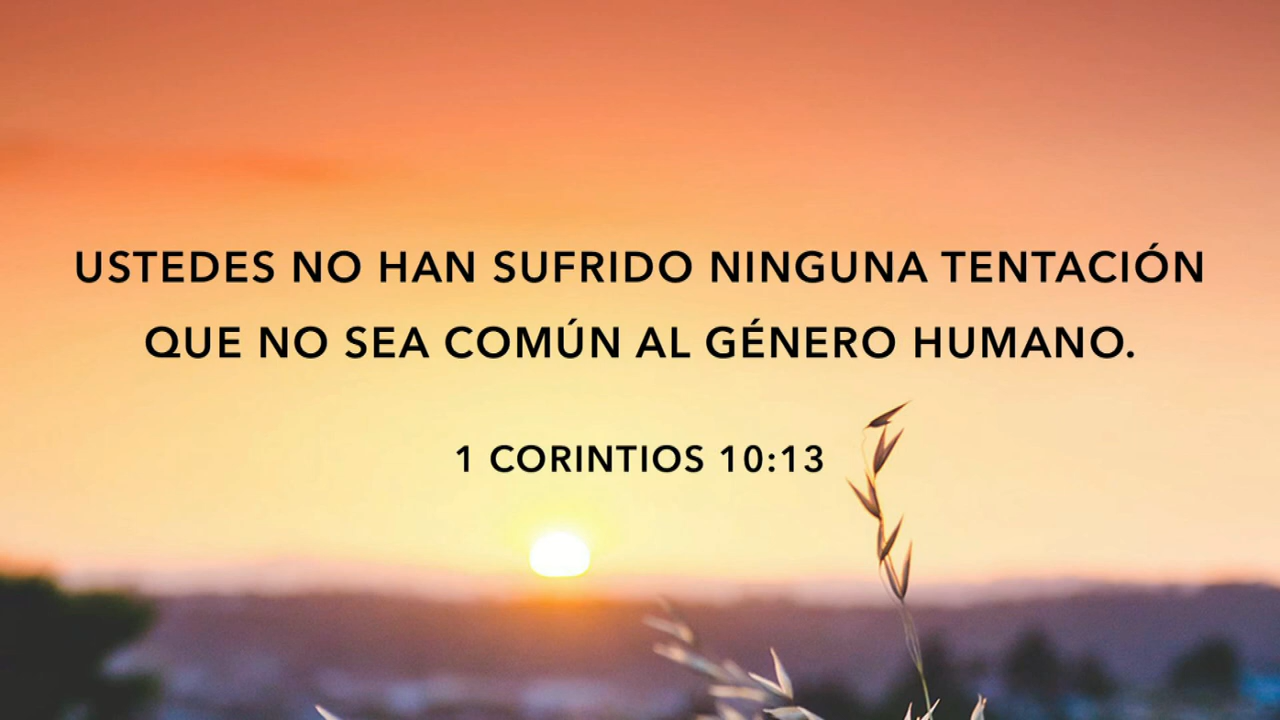 USTEDES NO HAN SUFRIDO NINGUNA TENTACIÓN
QUE NO SEA COMÚN AL GÉNERO HUMANO.
1 CORINTIOS 10:13